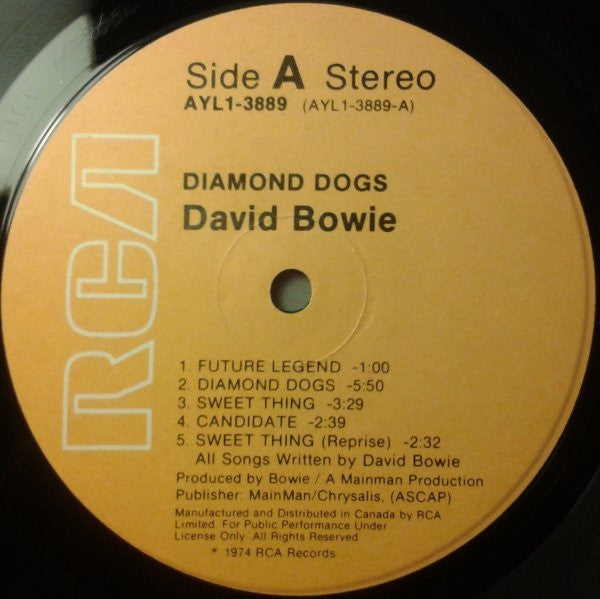 Side A Stereo
AYL1-3889 (AYL1-3889-A)
DIAMOND DOGS
David Bowie
RCA
1. FUTURE LEGEND -1:00
2. DIAMOND DOGS -5:50
3. SWEET THING -3:29
4. CANDIDATE -2:39
5. SWEET THING (Reprise) -2:32
All Songs Written by David Bowie
Produced by Bowie / A Mainman Production
Publisher: MainMan/Chrysalis, (ASCAP)
Manufactured and Distributed in Canada by RCA
Limited. For Public Performance Under
License Only. All Rights Reserved
* 1974 RCA Records